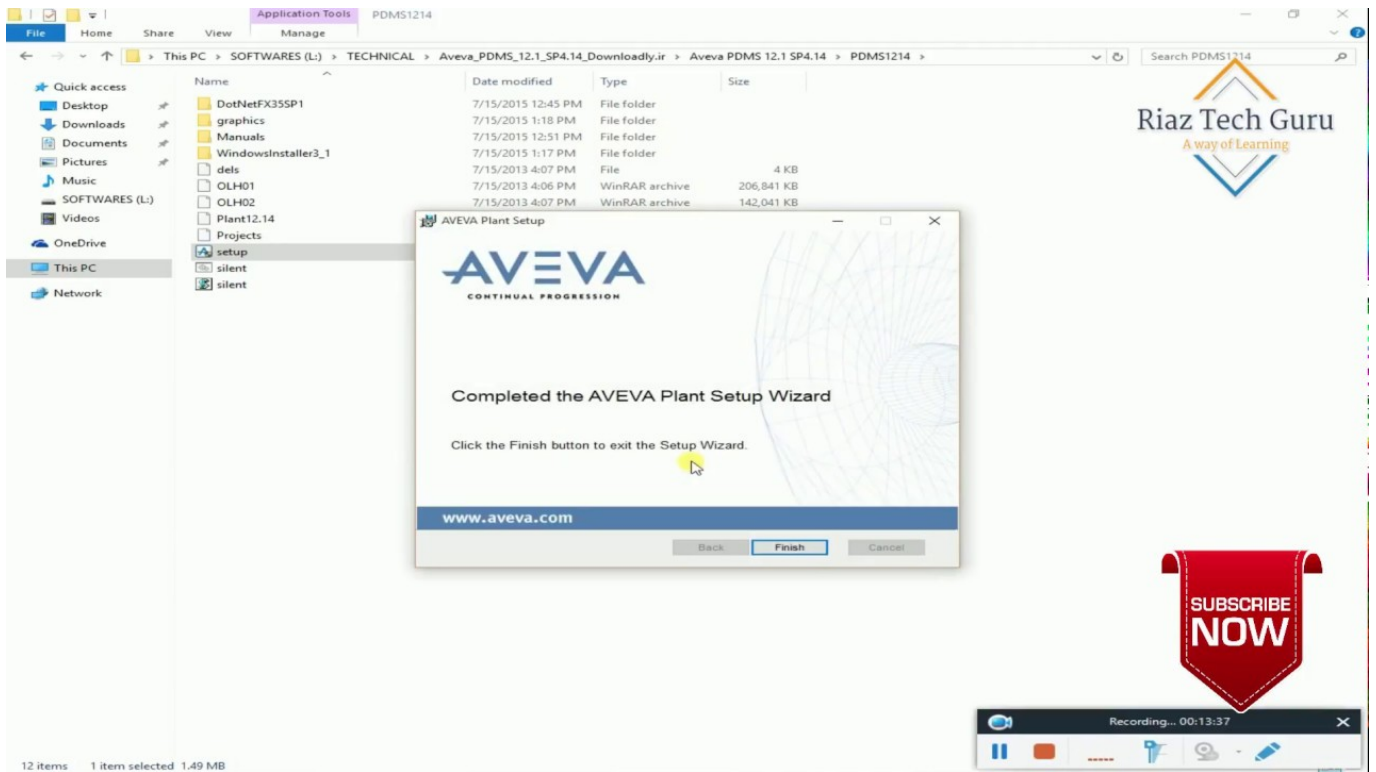 Application Tools PDMS1214
File Home Share View Manage
This PC > SOFTWARES (L:) > TECHNICAL > Aveva_PDMS_12.1_SP4.14_Downloadly.ir > Aveva PDMS 12.1 SP4.14 > PDMS1214 >
Search PDMS1214
Name Date modified Type Size
Quick access
Desktop
Downloads
Documents
Pictures
Music
SOFTWARES (L:)
Videos
OneDrive
This PC
Network
DotNetFX35SP1 7/15/2015 12:45 PM File folder
graphics 7/15/2015 1:18 PM File folder
Manuals 7/15/2015 12:51 PM File folder
WindowsInstaller3_1 7/15/2015 1:17 PM File folder
dels 7/15/2013 4:07 PM File 4 KB
OLH01 7/15/2013 4:06 PM WinRAR archive 206,841 KB
OLH02 7/15/2013 4:07 PM WinRAR archive 142,041 KB
Plant12.14
Projects
setup
silent
silent
Riaz Tech Guru
A way of Learning
AVEVA Plant Setup
AVEVA
CONTINUAL PROGRESSION
Completed the AVEVA Plant Setup Wizard
Click the Finish button to exit the Setup Wizard.
www.aveva.com
Back Finish Cancel
SUBSCRIBE
NOW
Recording... 00:13:37
12 items 1 item selected 1.49 MB